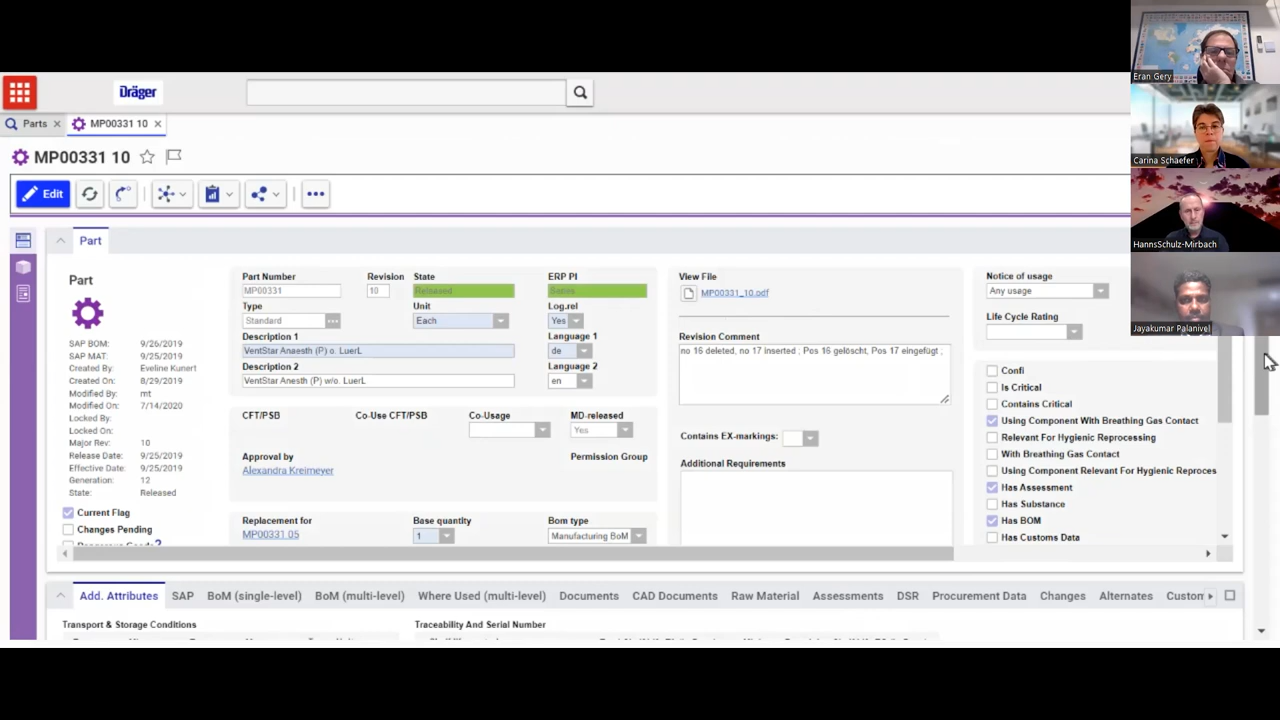 Dräger
Parts
MP00331 10
MP00331 10
Edit
Part
Part
SAP BOM: 9/26/2019
SAP MAT: 9/25/2019
Created By: Eveline Kunert
Created On: 8/29/2019
Modified By: mt
Modified On: 7/14/2020
Locked By:
Locked On:
Major Rev: 10
Release Date: 9/25/2019
Effective Date: 9/25/2019
Generation: 12
State: Released
Current Flag
Changes Pending
Part Number Revision State ERP PI
MP00331 10 Released Series
Type Unit Log.rel
Standard Each Yes
Description 1 Language 1
VentStar Anaesth (P) o. LuerL de
Description 2 Language 2
VentStar Anesth (P) w/o. LuerL en
CFT/PSB Co-Use CFT/PSB Co-Usage MD-released
Yes
Approval by Permission Group
Alexandra Kreimeyer
Replacement for Base quantity Bom type
MP00331.05 1 Manufacturing BoM
View File
MP00331_10.pdf
Revision Comment
no 16 deleted, no 17 inserted ; Pos 16 gelöscht, Pos 17 eingefügt ;
Contains EX-markings:
Additional Requirements
Notice of usage
Any usage
Life Cycle Rating
Confi
Is Critical
Contains Critical
Using Component With Breathing Gas Contact
Relevant For Hygienic Reprocessing
With Breathing Gas Contact
Using Component Relevant For Hygienic Reproces
Has Assessment
Has Substance
Has BOM
Has Customs Data
Add. Attributes SAP BoM (single-level) BoM (multi-level) Where Used (multi-level) Documents CAD Documents Raw Material Assessments DSR Procurement Data Changes Alternates Custom
Transport & Storage Conditions Traceability And Serial Number
Eran Gery
Carina Schaefer
HannsSchulz-Mirbach
Jayakumar Palanivel